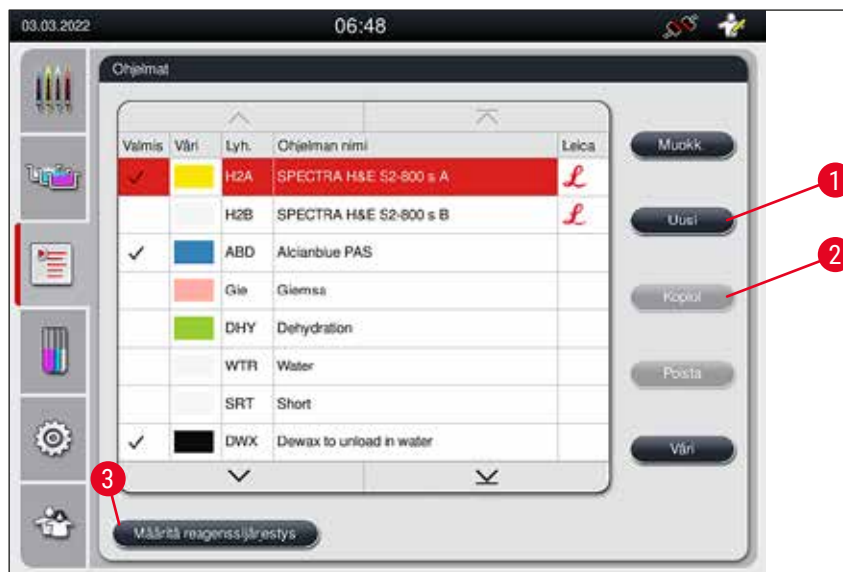 03.03.2022 06:48
Ohjelmat
Valmis Väri Lyh. Ohjelman nimi Leica
H2A SPECTRA H&E S2-800 s A
H2B SPECTRA H&E S2-800 s B
ABD Alcianblue PAS
Gie Giemsa
DHY Dehydration
WTR Water
SRT Short
DWX Dewax to unload in water
Muokk.
Uusi
Kopioi
Poista
Väri
Määritä reagenssijärjestys
1
2
3